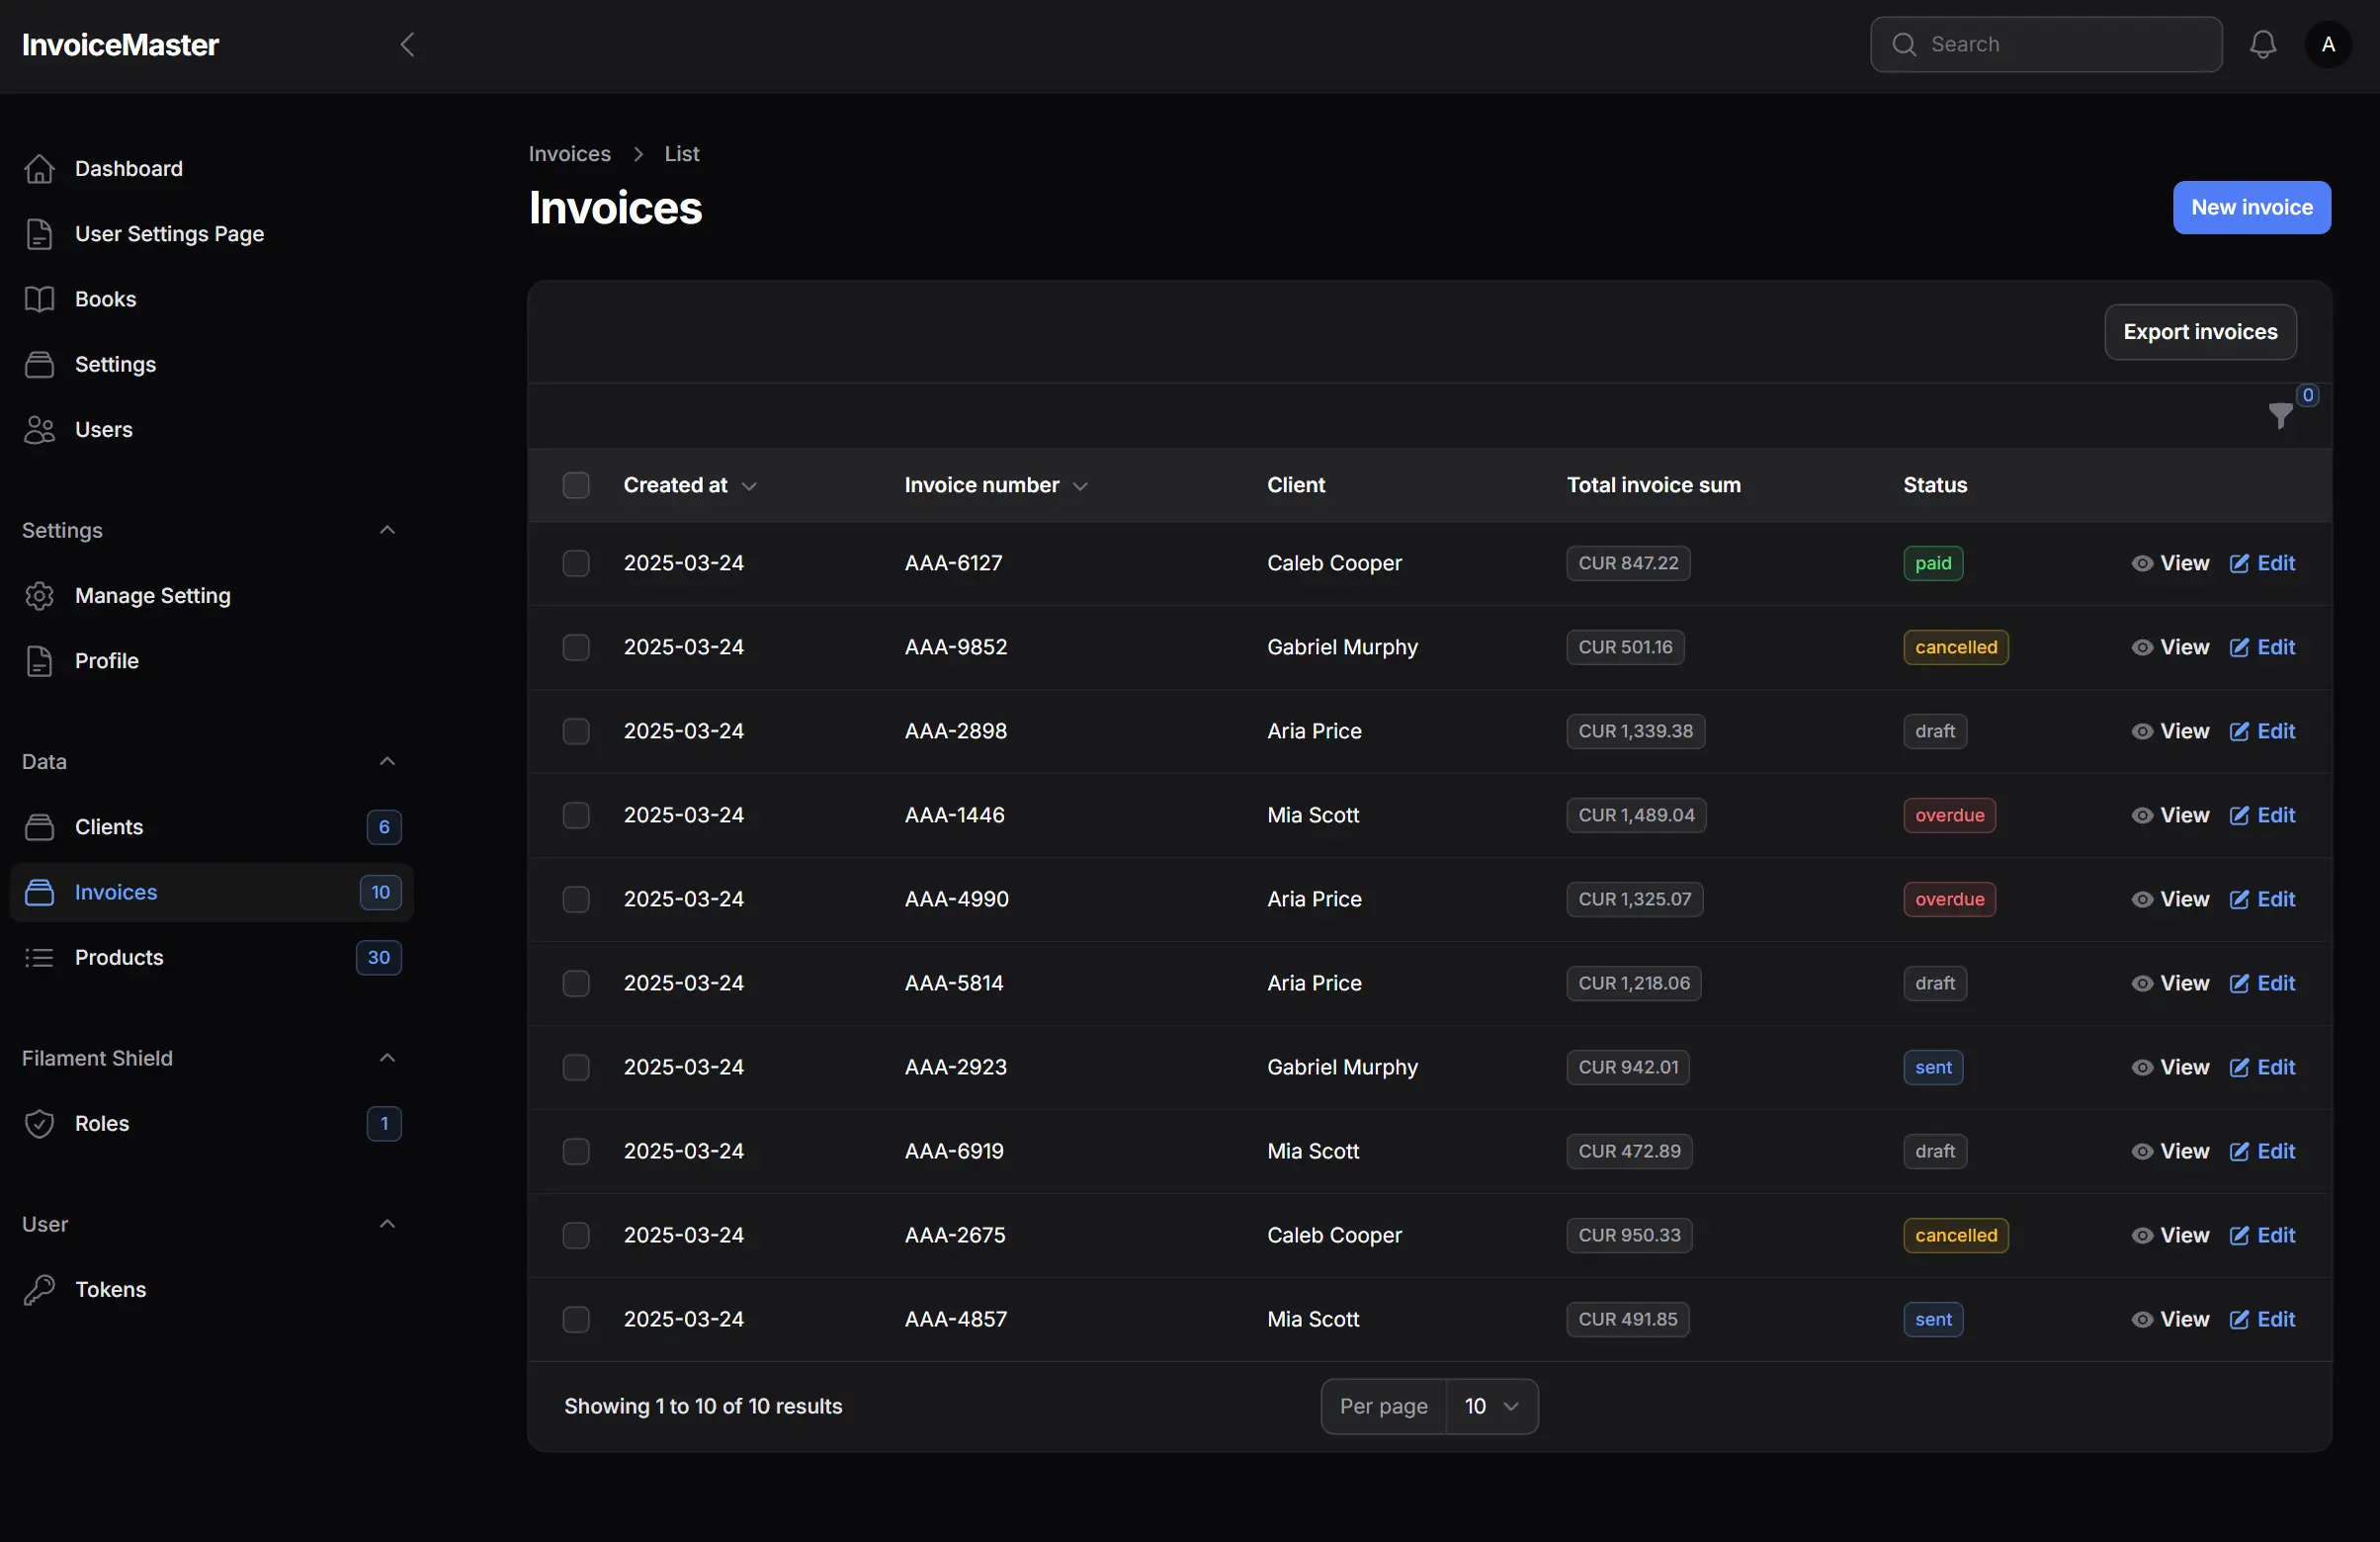 InvoiceMaster
Search
A
Dashboard
User Settings Page
Books
Settings
Users
Settings
Manage Setting
Profile
Data
Clients 6
Invoices 10
Products 30
Filament Shield
Roles 1
User
Tokens
Invoices List
Invoices
New invoice
Export invoices
0
Created at Invoice number Client Total invoice sum Status
2025-03-24 AAA-6127 Caleb Cooper CUR 847.22 paid View Edit
2025-03-24 AAA-9852 Gabriel Murphy CUR 501.16 cancelled View Edit
2025-03-24 AAA-2898 Aria Price CUR 1,339.38 draft View Edit
2025-03-24 AAA-1446 Mia Scott CUR 1,489.04 overdue View Edit
2025-03-24 AAA-4990 Aria Price CUR 1,325.07 overdue View Edit
2025-03-24 AAA-5814 Aria Price CUR 1,218.06 draft View Edit
2025-03-24 AAA-2923 Gabriel Murphy CUR 942.01 sent View Edit
2025-03-24 AAA-6919 Mia Scott CUR 472.89 draft View Edit
2025-03-24 AAA-2675 Caleb Cooper CUR 950.33 cancelled View Edit
2025-03-24 AAA-4857 Mia Scott CUR 491.85 sent View Edit
Showing 1 to 10 of 10 results Per page 10